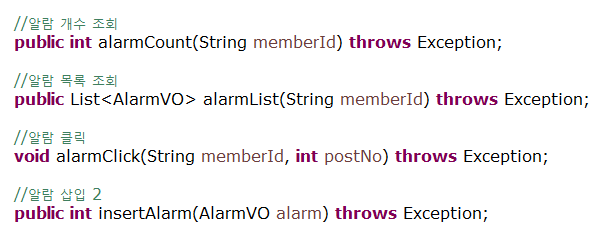 //알람 개수 조회
public int alarmCount(String memberId) throws Exception;
//알람 목록 조회
public List<AlarmVO> alarmList(String memberId) throws Exception;
//알람 클릭
void alarmClick(String memberId, int postNo) throws Exception;
//알람 삽입 2
public int insertAlarm(AlarmVO alarm) throws Exception;